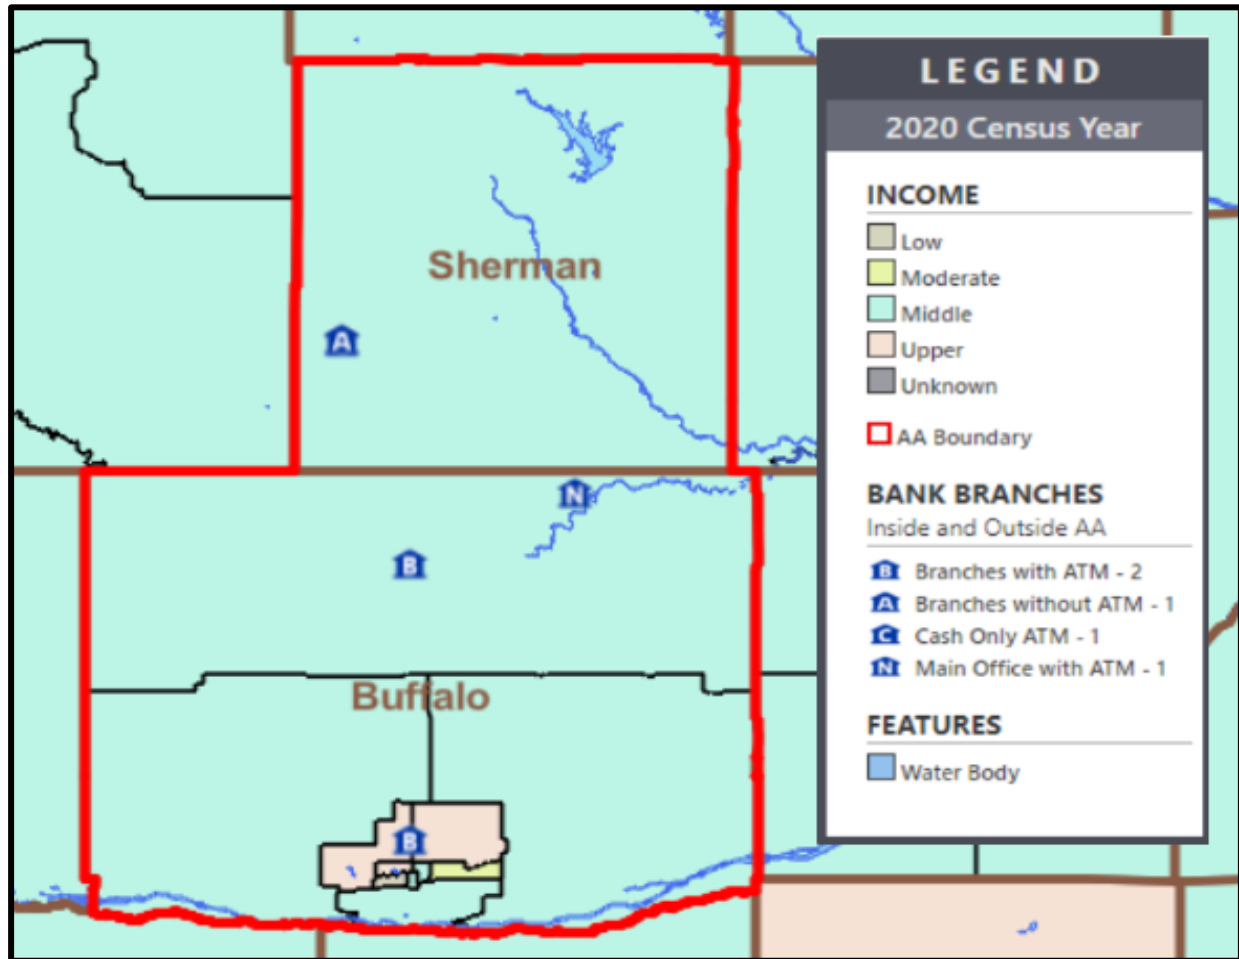 LEGEND
2020 Census Year
INCOME
Low
Moderate
Middle
Upper
Unknown
AA Boundary
BANK BRANCHES
Inside and Outside AA
B Branches with ATM - 2
A Branches without ATM - 1
C Cash Only ATM - 1
N Main Office with ATM - 1
FEATURES
Water Body
Sherman
A
N
B
Buffalo
B